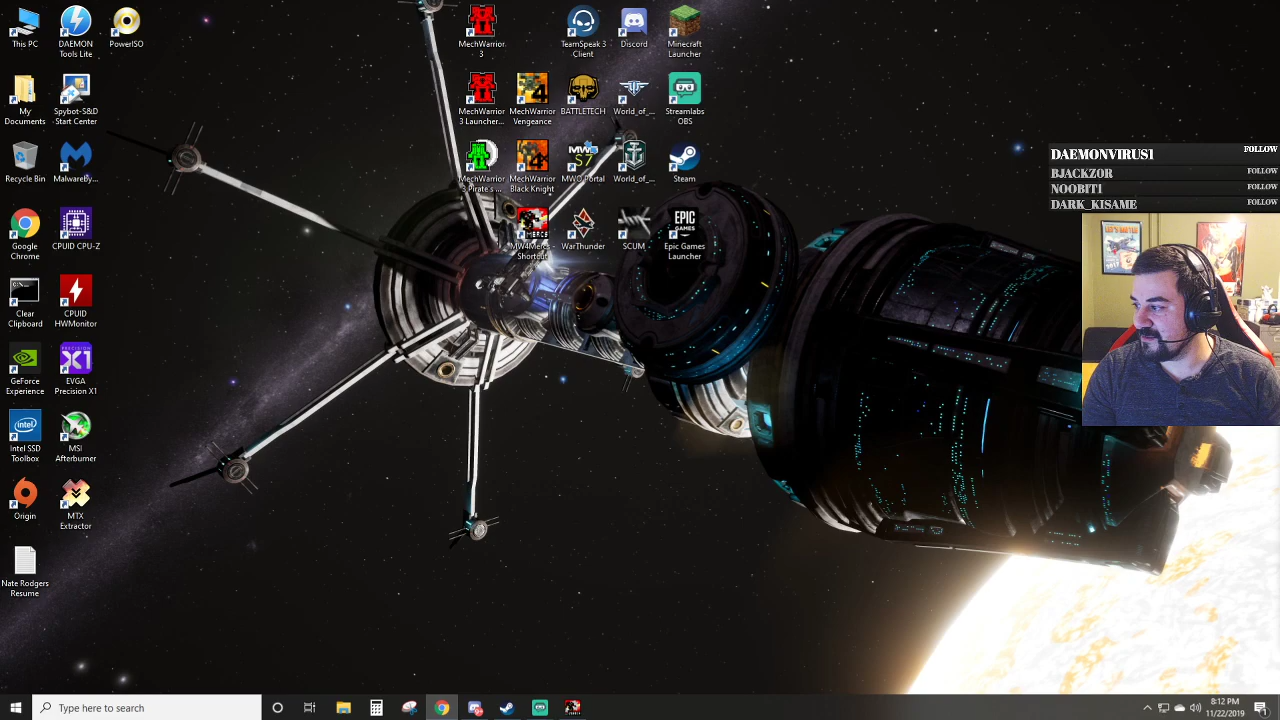 This PC
DAEMON
Tools Lite
PowerISO
MechWarrior
3
TeamSpeak 3
Client
Discord
Minecraft
Launcher
My
Documents
Spybot-S&D
Start Center
MechWarrior
3 Launcher...
MechWarrior
Vengeance
BATTLETECH
World_of_...
Streamlabs
OBS
Recycle Bin
MalwareBy...
MechWarrior
3 Pirate's ...
MechWarrior
Black Knight
MWO Portal
World_of_...
Steam
Google
Chrome
CPUID CPU-Z
MW4Mercs -
Shortcut
WarThunder
SCUM
EPIC
GAMES
Epic Games
Launcher
Clear
Clipboard
CPUID
HWMonitor
GeForce
Experience
PRECISION
X1
EVGA
Precision X1
intel
Intel SSD
Toolbox
MSI
Afterburner
Origin
MTX
Extractor
Nate Rodgers
Resume
DAEMONVIRUS1 FOLLOW
BJACKZ0R FOLLOW
NOOBIT1 FOLLOW
DARK_KISAME FOLLOW
Type here to search
8:12 PM
11/22/2019